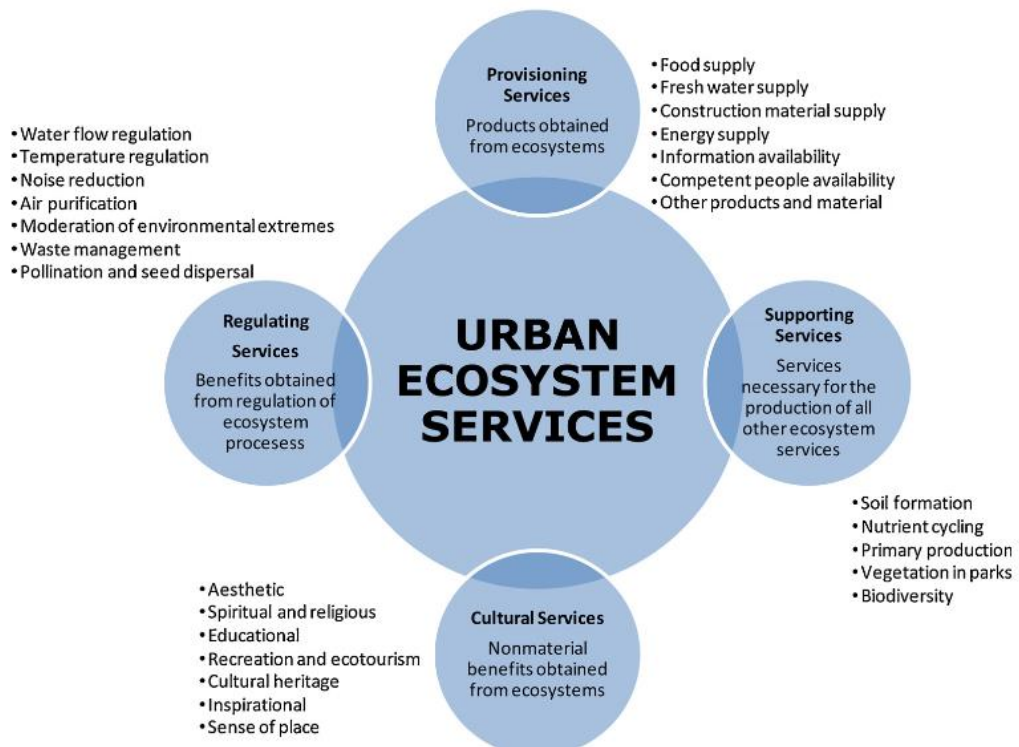 Provisioning
Services
Products obtained
from ecosystems
• Food supply
• Fresh water supply
• Construction material supply
• Energy supply
• Information availability
• Competent people availability
• Other products and material
• Water flow regulation
• Temperature regulation
• Noise reduction
• Air purification
• Moderation of environmental extremes
• Waste management
• Pollination and seed dispersal
Regulating
Services
Benefits obtained
from regulation of
ecosystem
procesess
URBAN
ECOSYSTEM
SERVICES
Supporting
Services
Services
necessary for the
production of all
other ecosystem
services
• Soil formation
• Nutrient cycling
• Primary production
• Vegetation in parks
• Biodiversity
• Aesthetic
• Spiritual and religious
• Educational
• Recreation and ecotourism
• Cultural heritage
• Inspirational
• Sense of place
Cultural Services
Nonmaterial
benefits obtained
from ecosystems